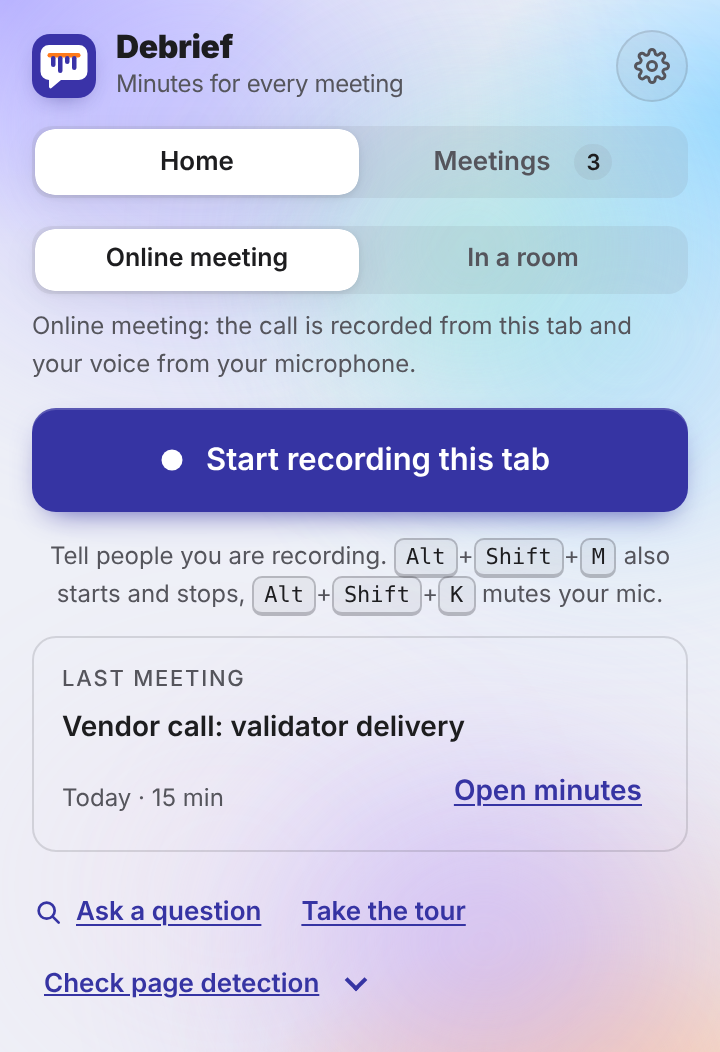 Debrief
Minutes for every meeting
Home
Meetings 3
Online meeting
In a room
Online meeting: the call is recorded from this tab and
your voice from your microphone.
Start recording this tab
Tell people you are recording. Alt+Shift+M also
starts and stops, Alt+Shift+K mutes your mic.
LAST MEETING
Vendor call: validator delivery
Today · 15 min
Open minutes
Ask a question
Take the tour
Check page detection